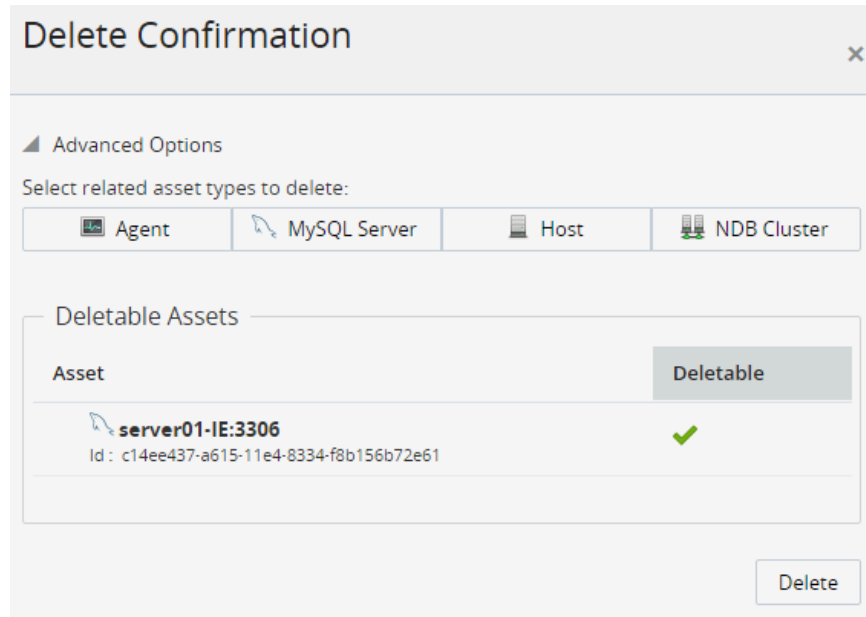 Delete Confirmation
×
Advanced Options
Select related asset types to delete:
Agent MySQL Server Host NDB Cluster
Deletable Assets
Asset Deletable
server01-IE:3306
Id : c14ee437-a615-11e4-8334-f8b156b72e61
Delete